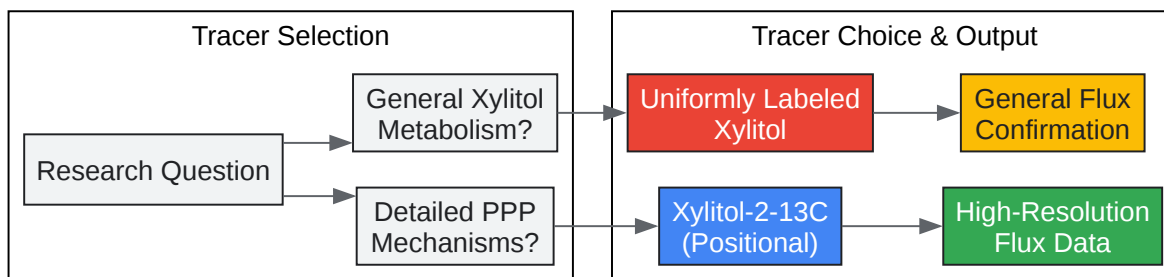 Tracer Selection
Tracer Choice & Output
Research Question
General Xylitol
Metabolism?
Uniformly Labeled
Xylitol
General Flux
Confirmation
Detailed PPP
Mechanisms?
Xylitol-2-13C
(Positional)
High-Resolution
Flux Data